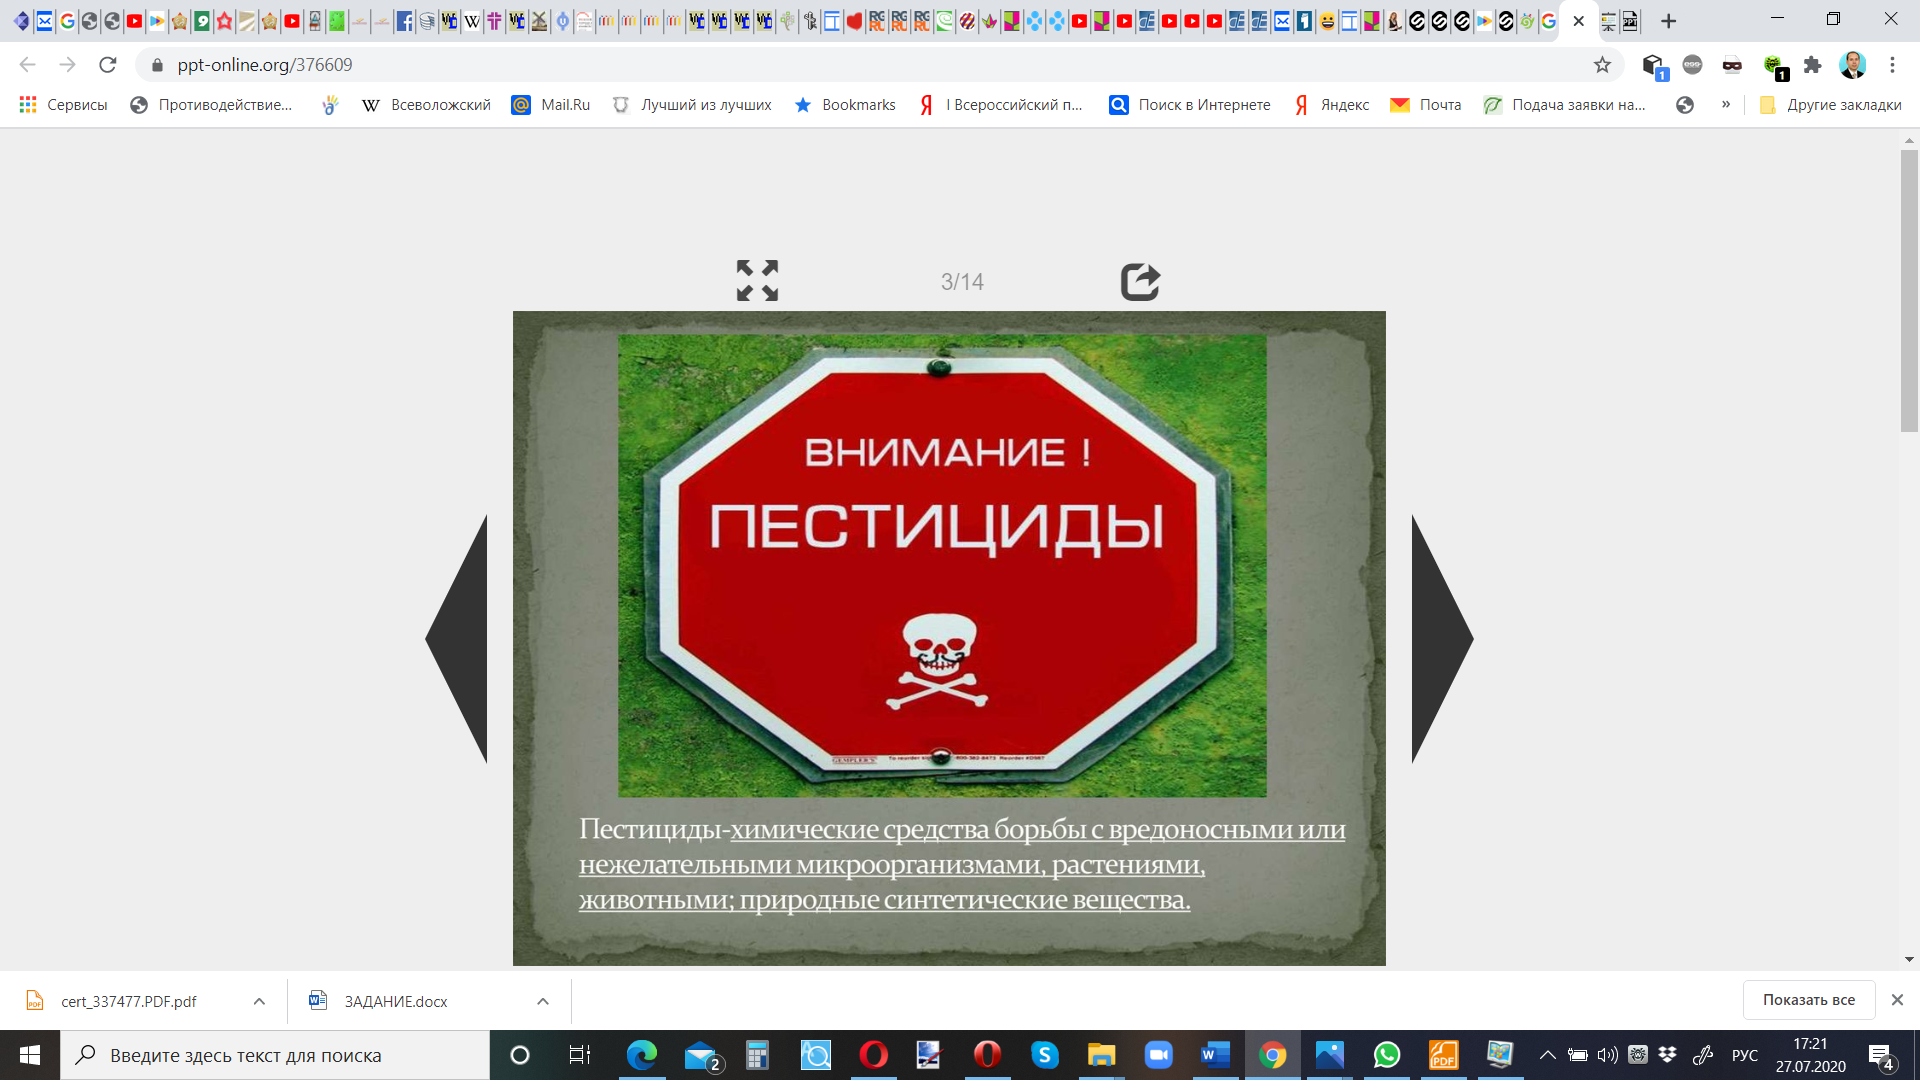 ppt-online.org/376609
Сервисы
Противодействие...
Всеволожский
Mail.Ru
Лучший из лучших
Bookmarks
I Всероссийский п...
Поиск в Интернете
Яндекс
Почта
Подача заявки на...
»
Другие закладки
3/14
ВНИМАНИЕ !
ПЕСТИЦИДЫ
GEMPLER'S
Пестициды-химические средства борьбы с вредоносными или
нежелательными микроорганизмами, растениями,
животными; природные синтетические вещества.
cert_337477.PDF.pdf
ЗАДАНИЕ.docx
Показать все
Введите здесь текст для поиска
2
РУС
17:21
27.07.2020
4